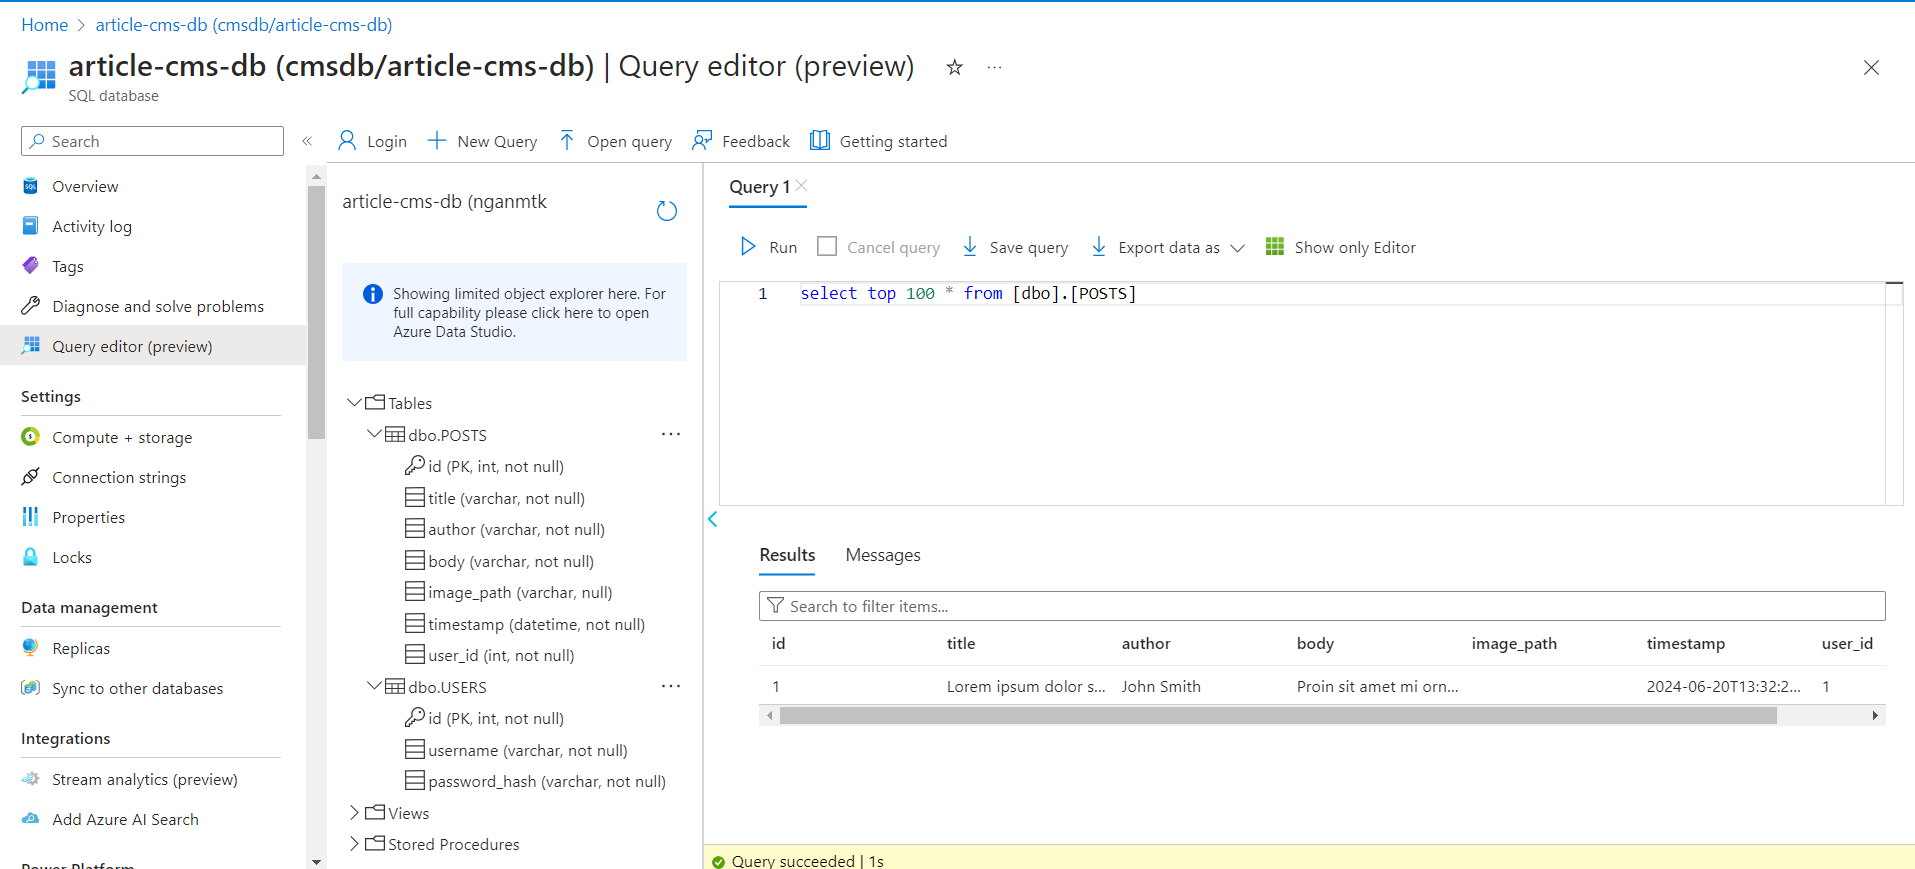 Home > article-cms-db (cmsdb/article-cms-db)
article-cms-db (cmsdb/article-cms-db) | Query editor (preview)
SQL database
Search
Login
New Query
Open query
Feedback
Getting started
Overview
Activity log
Tags
Diagnose and solve problems
Query editor (preview)
Settings
Compute + storage
Connection strings
Properties
Locks
Data management
Replicas
Sync to other databases
Integrations
Stream analytics (preview)
Add Azure AI Search
Power Platform
article-cms-db (nganmtk
Showing limited object explorer here. For
full capability please click here to open
Azure Data Studio.
Tables
dbo.POSTS
id (PK, int, not null)
title (varchar, not null)
author (varchar, not null)
body (varchar, not null)
image_path (varchar, null)
timestamp (datetime, not null)
user_id (int, not null)
dbo.USERS
id (PK, int, not null)
username (varchar, not null)
password_hash (varchar, not null)
Views
Stored Procedures
Query 1
Run
Cancel query
Save query
Export data as
Show only Editor
1 select top 100 * from [dbo].[POSTS]
Results Messages
Search to filter items...
id title author body image_path timestamp user_id
1 Lorem ipsum dolor s... John Smith Proin sit amet mi orn... 2024-06-20T13:32:2... 1
Query succeeded | 1s